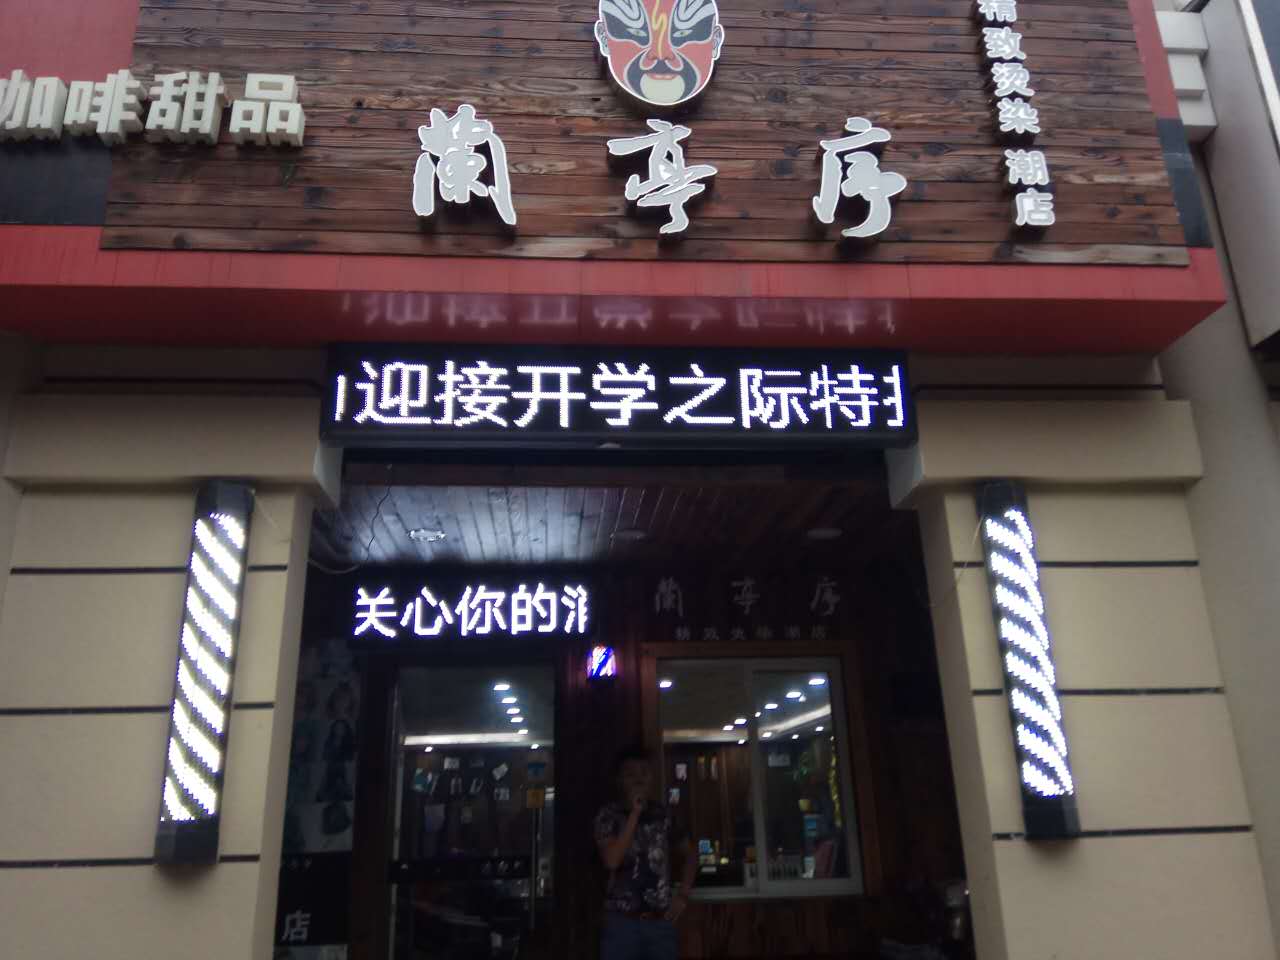 咖啡甜品
蘭亭序
精致烫染 潮店
迎接开学之际特
关心你的
蘭亭序
精致烫染潮店
店